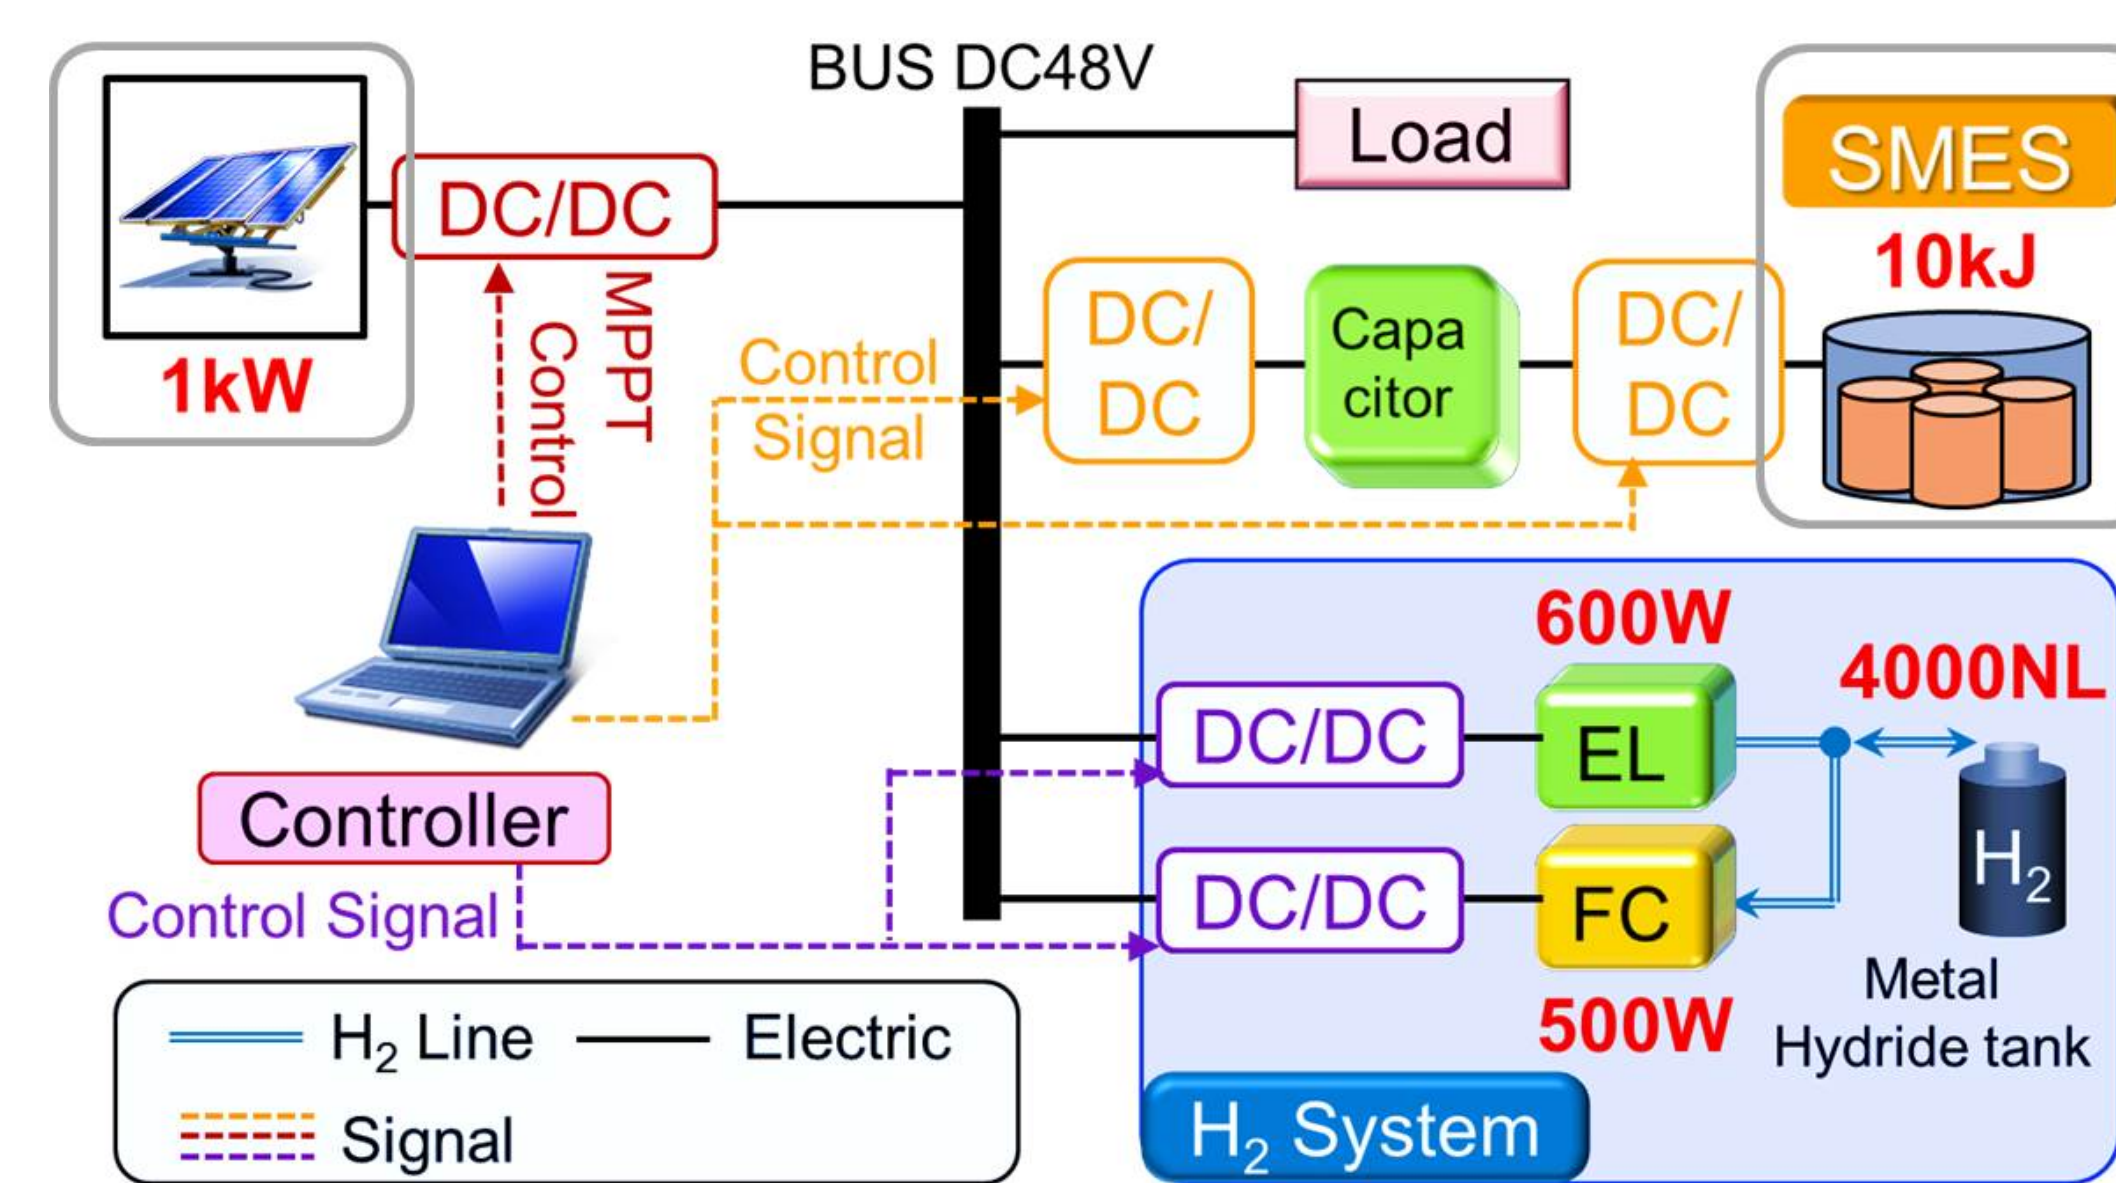 BUS DC48V
Load
SMES
10kJ
DC/DC
1kW
MPPT
Control
Control
Signal
DC/
DC
Capa
citor
DC/
DC
600W
4000NL
DC/DC
EL
Controller
Control Signal
DC/DC
FC
H₂
500W
Metal
Hydride tank
H₂ Line
Electric
Signal
H₂ System